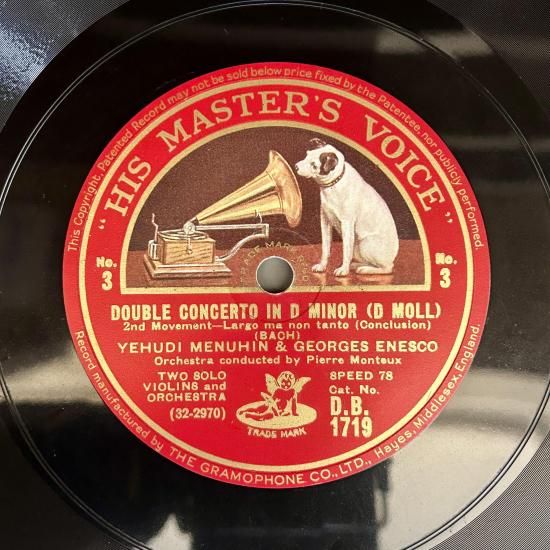 This Copyright, Patented Record may not be sold below price fixed by the Patentee, nor publicly performed.
"HIS MASTER'S VOICE"
TRADE MARK REGD
No. 3
No. 3
DOUBLE CONCERTO IN D MINOR (D MOLL)
2nd Movement—Largo ma non tanto (Conclusion)
(BACH)
YEHUDI MENUHIN & GEORGES ENESCO
Orchestra conducted by Pierre Monteux
TWO SOLO
VIOLINS and
ORCHESTRA
(32-2970)
SPEED 78
Cat. No.
D.B.
1719
TRADE MARK
Record manufactured by THE GRAMOPHONE CO., LTD., Hayes, Middlesex, England.